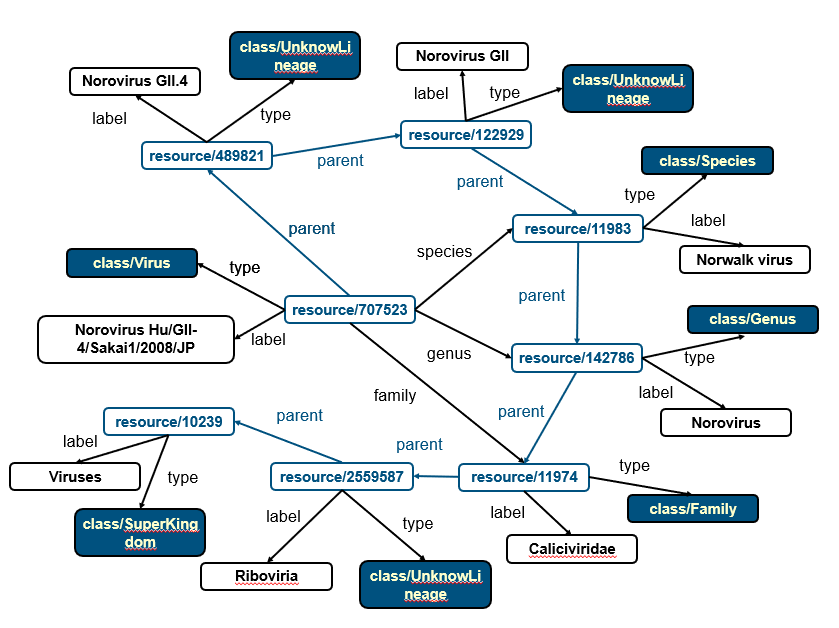 class/UnknowLi
neage
Norovirus GII
Norovirus GII.4
class/UnknowLi
neage
label
type
label
type
resource/122929
resource/489821
parent
class/Species
parent
type
label
parent
resource/11983
species
Norwalk virus
class/Virus
type
parent
resource/707523
class/Genus
Norovirus Hu/GII-
4/Sakai1/2008/JP
label
genus
resource/142786
type
family
label
resource/10239
parent
parent
Norovirus
label
parent
Viruses
type
resource/2559587
resource/11974
type
class/SuperKing
dom
label
type
label
class/Family
Caliciviridae
Riboviria
class/UnknowLi
neage